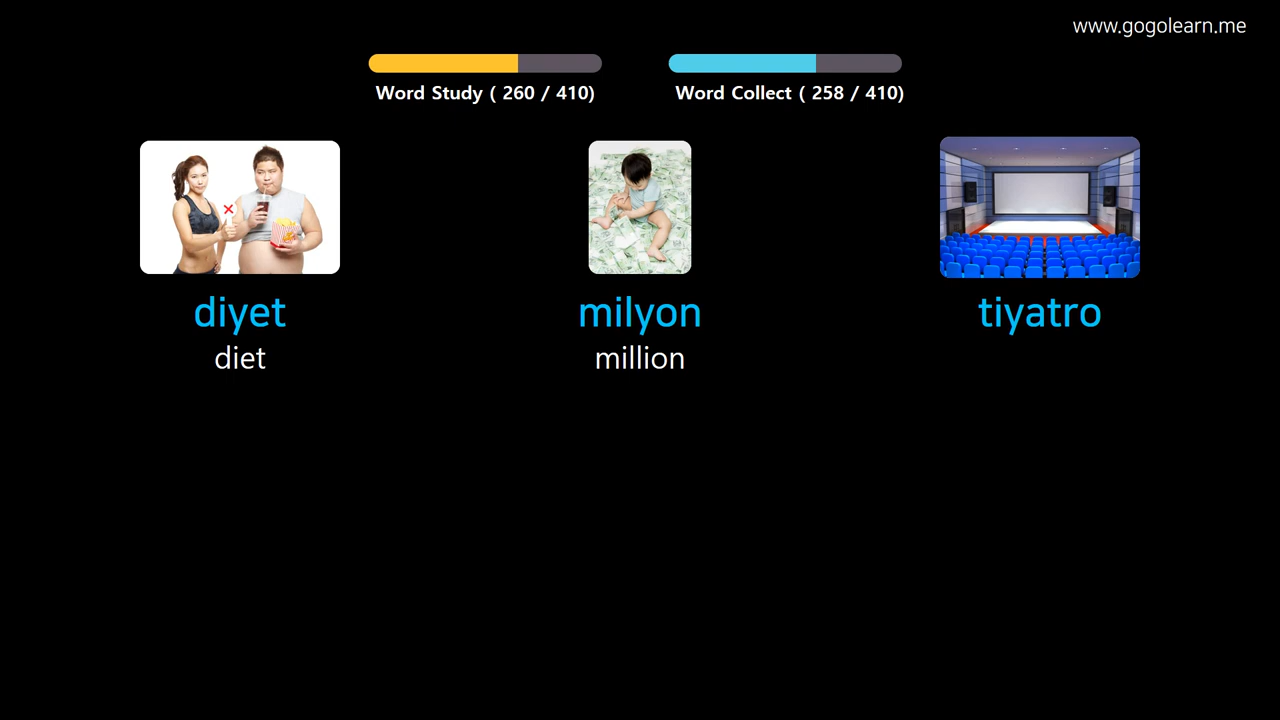 www.gogolearn.me
Word Study ( 260 / 410)
Word Collect ( 258 / 410)
diyet
diet
milyon
million
tiyatro